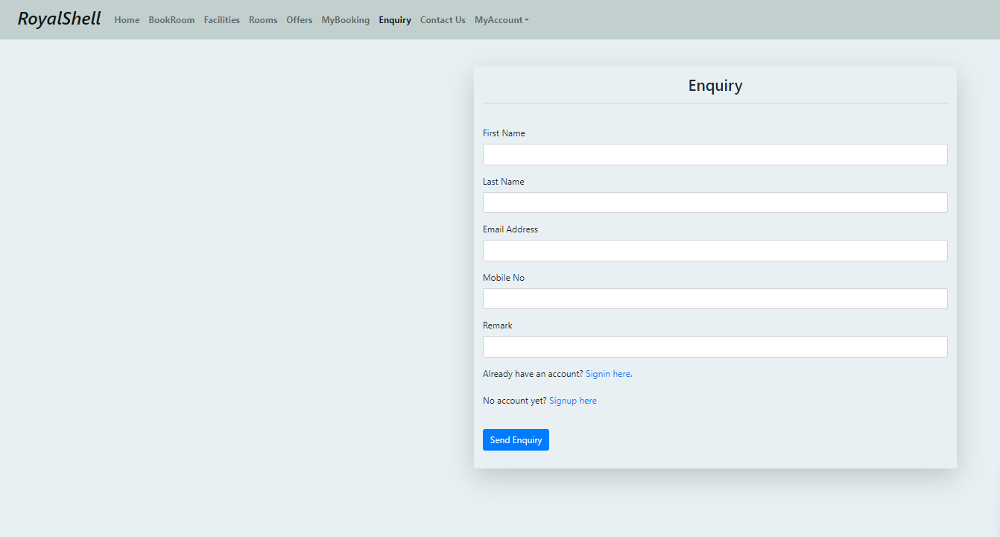 RoyalShell Home BookRoom Facilities Rooms Offers MyBooking Enquiry Contact Us MyAccount
Enquiry
First Name
Last Name
Email Address
Mobile No
Remark
Already have an account? Signin here.
No account yet? Signup here
Send Enquiry